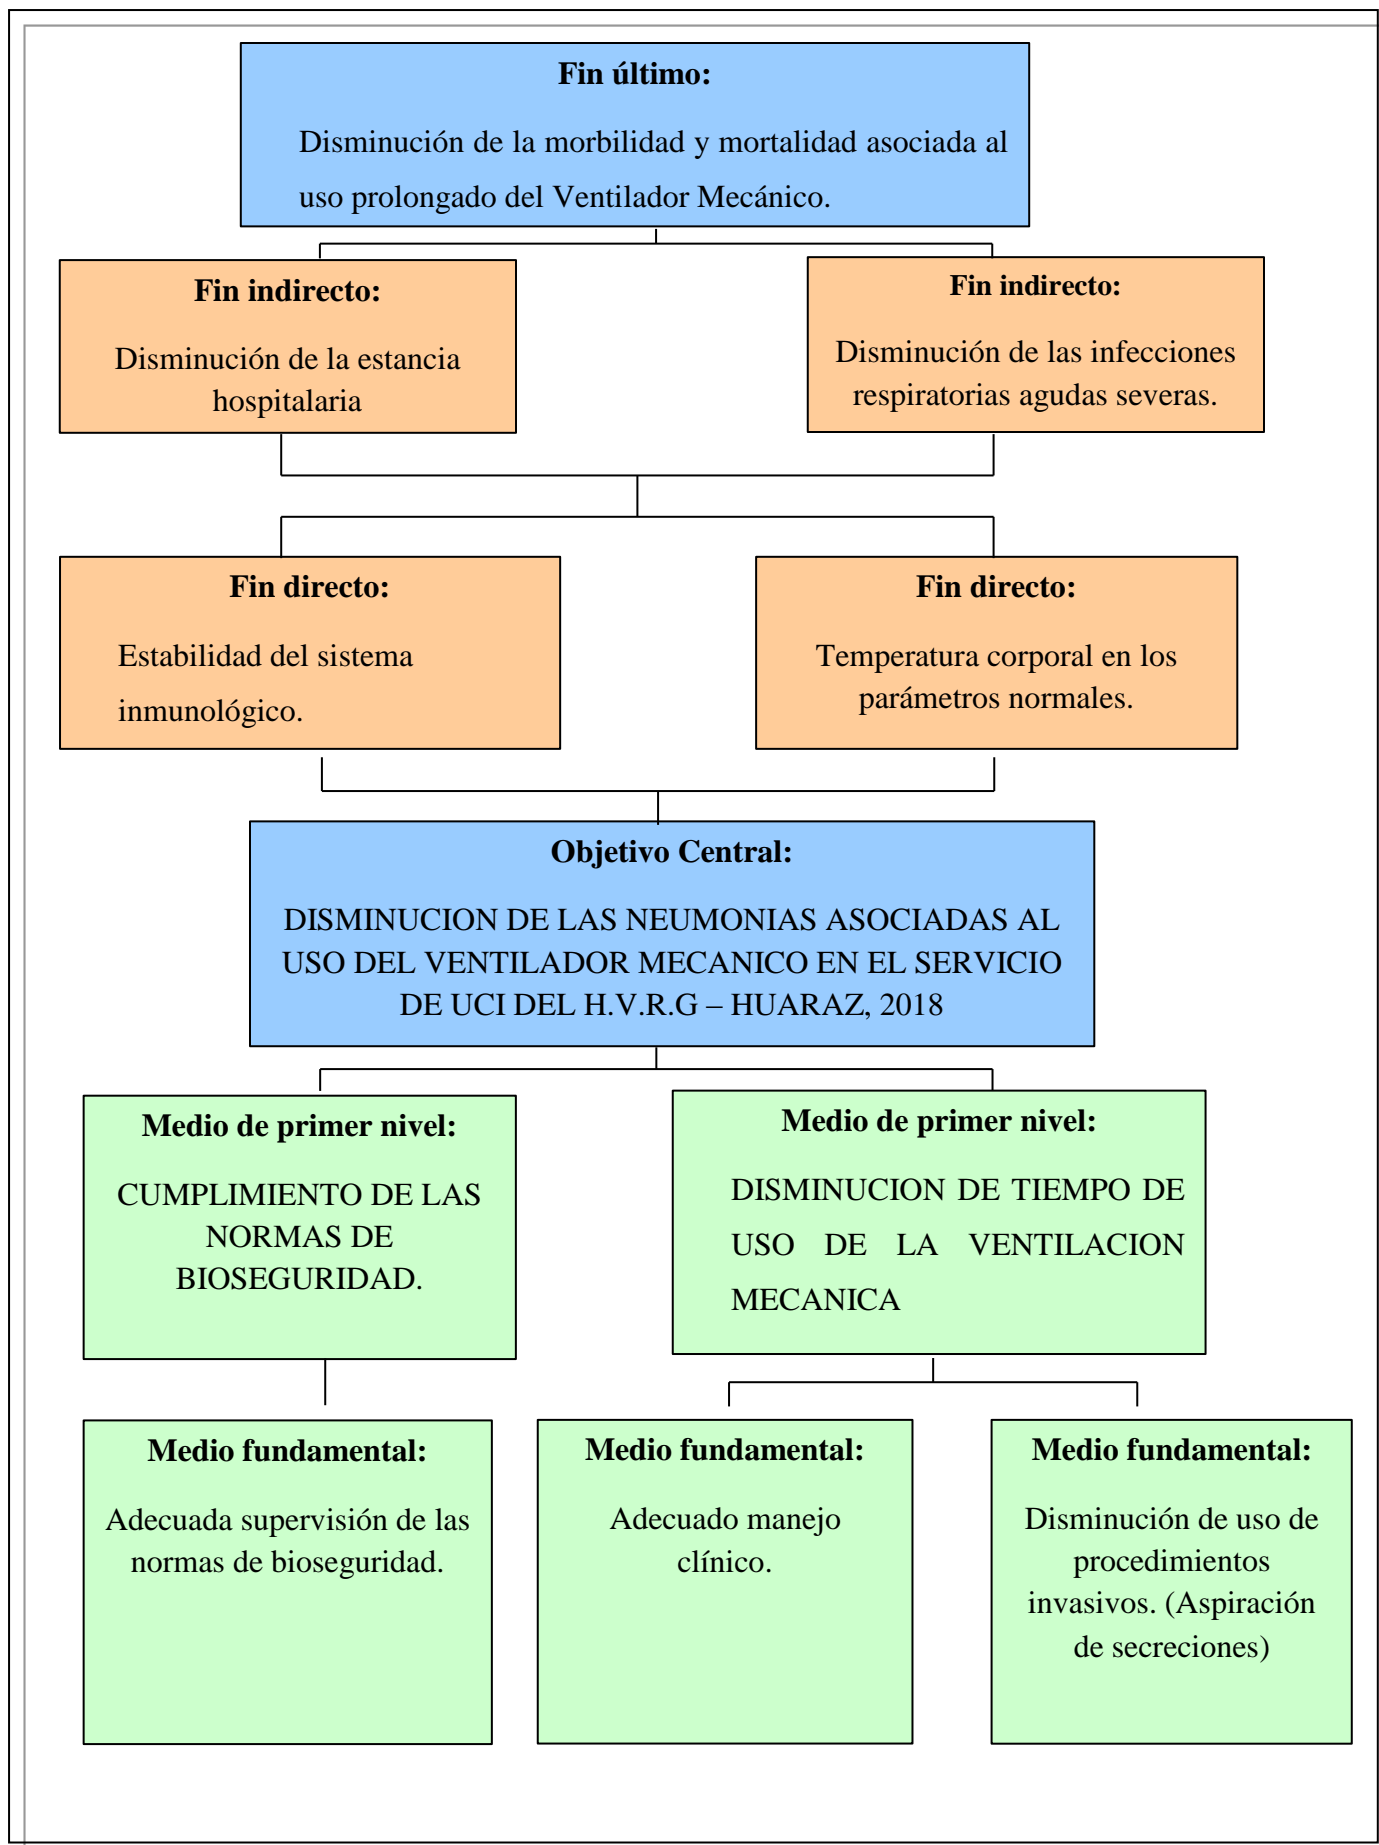 Fin último:
Disminución de la morbilidad y mortalidad asociada al
uso prolongado del Ventilador Mecánico.
Fin indirecto:
Disminución de la estancia
hospitalaria
Fin indirecto:
Disminución de las infecciones
respiratorias agudas severas.
Fin directo:
Estabilidad del sistema
inmunológico.
Fin directo:
Temperatura corporal en los
parámetros normales.
Objetivo Central:
DISMINUCION DE LAS NEUMONIAS ASOCIADAS AL
USO DEL VENTILADOR MECANICO EN EL SERVICIO
DE UCI DEL H.V.R.G – HUARAZ, 2018
Medio de primer nivel:
CUMPLIMIENTO DE LAS
NORMAS DE
BIOSEGURIDAD.
Medio de primer nivel:
DISMINUCION DE TIEMPO DE
USO DE LA VENTILACION
MECANICA
Medio fundamental:
Adecuada supervisión de las
normas de bioseguridad.
Medio fundamental:
Adecuado manejo
clínico.
Medio fundamental:
Disminución de uso de
procedimientos
invasivos. (Aspiración
de secreciones)